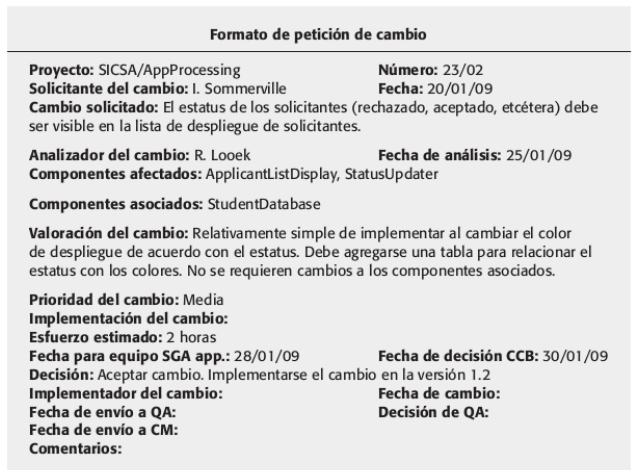 Formato de petición de cambio
Proyecto: SICSA/AppProcessing Número: 23/02
Solicitante del cambio: I. Sommerville Fecha: 20/01/09
Cambio solicitado: El estatus de los solicitantes (rechazado, aceptado, etcétera) debe
ser visible en la lista de despliegue de solicitantes.
Analizador del cambio: R. Looek Fecha de análisis: 25/01/09
Componentes afectados: ApplicantListDisplay, StatusUpdater
Componentes asociados: StudentDatabase
Valoración del cambio: Relativamente simple de implementar al cambiar el color
de despliegue de acuerdo con el estatus. Debe agregarse una tabla para relacionar el
estatus con los colores. No se requieren cambios a los componentes asociados.
Prioridad del cambio: Media
Implementación del cambio:
Esfuerzo estimado: 2 horas
Fecha para equipo SGA app.: 28/01/09 Fecha de decisión CCB: 30/01/09
Decisión: Aceptar cambio. Implementarse el cambio en la versión 1.2
Implementador del cambio: Fecha de cambio:
Fecha de envío a QA: Decisión de QA:
Fecha de envío a CM:
Comentarios: